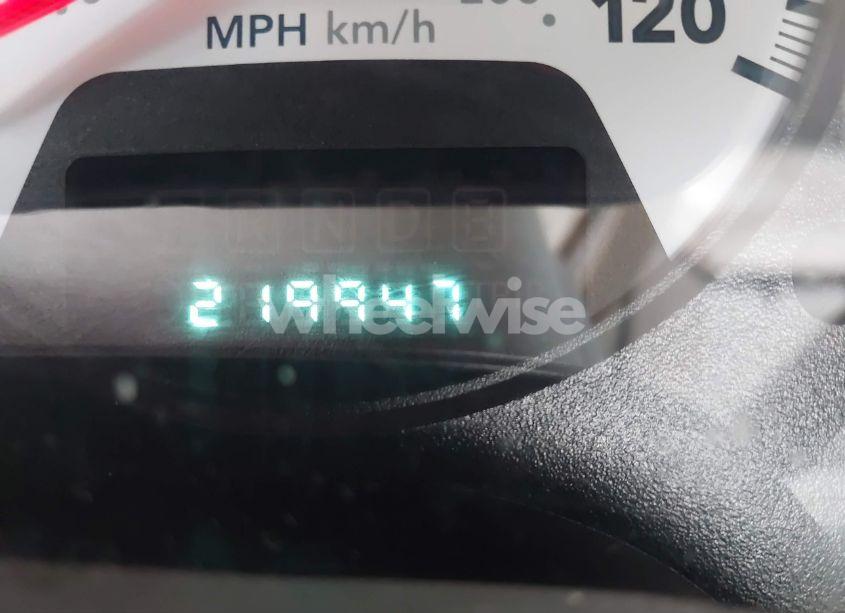 MPH km/h 120
R N D E
219947
wheelwise